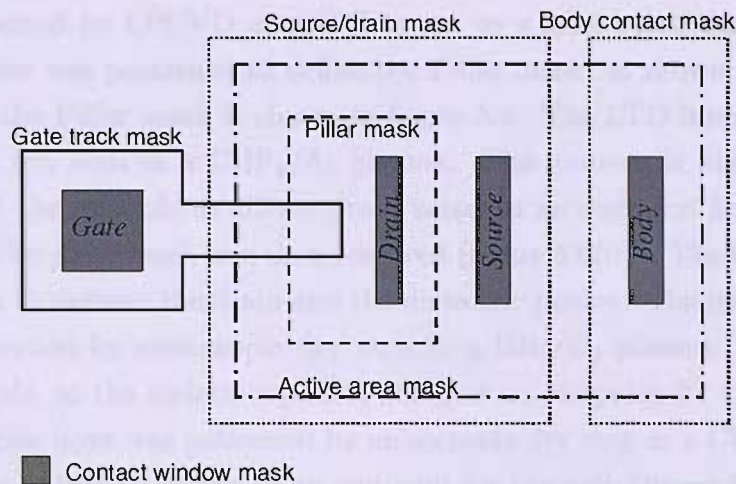 Source/drain mask
Body contact mask
Gate track mask
Pillar mask
Gate
Drain
Source
Body
Active area mask
Contact window mask